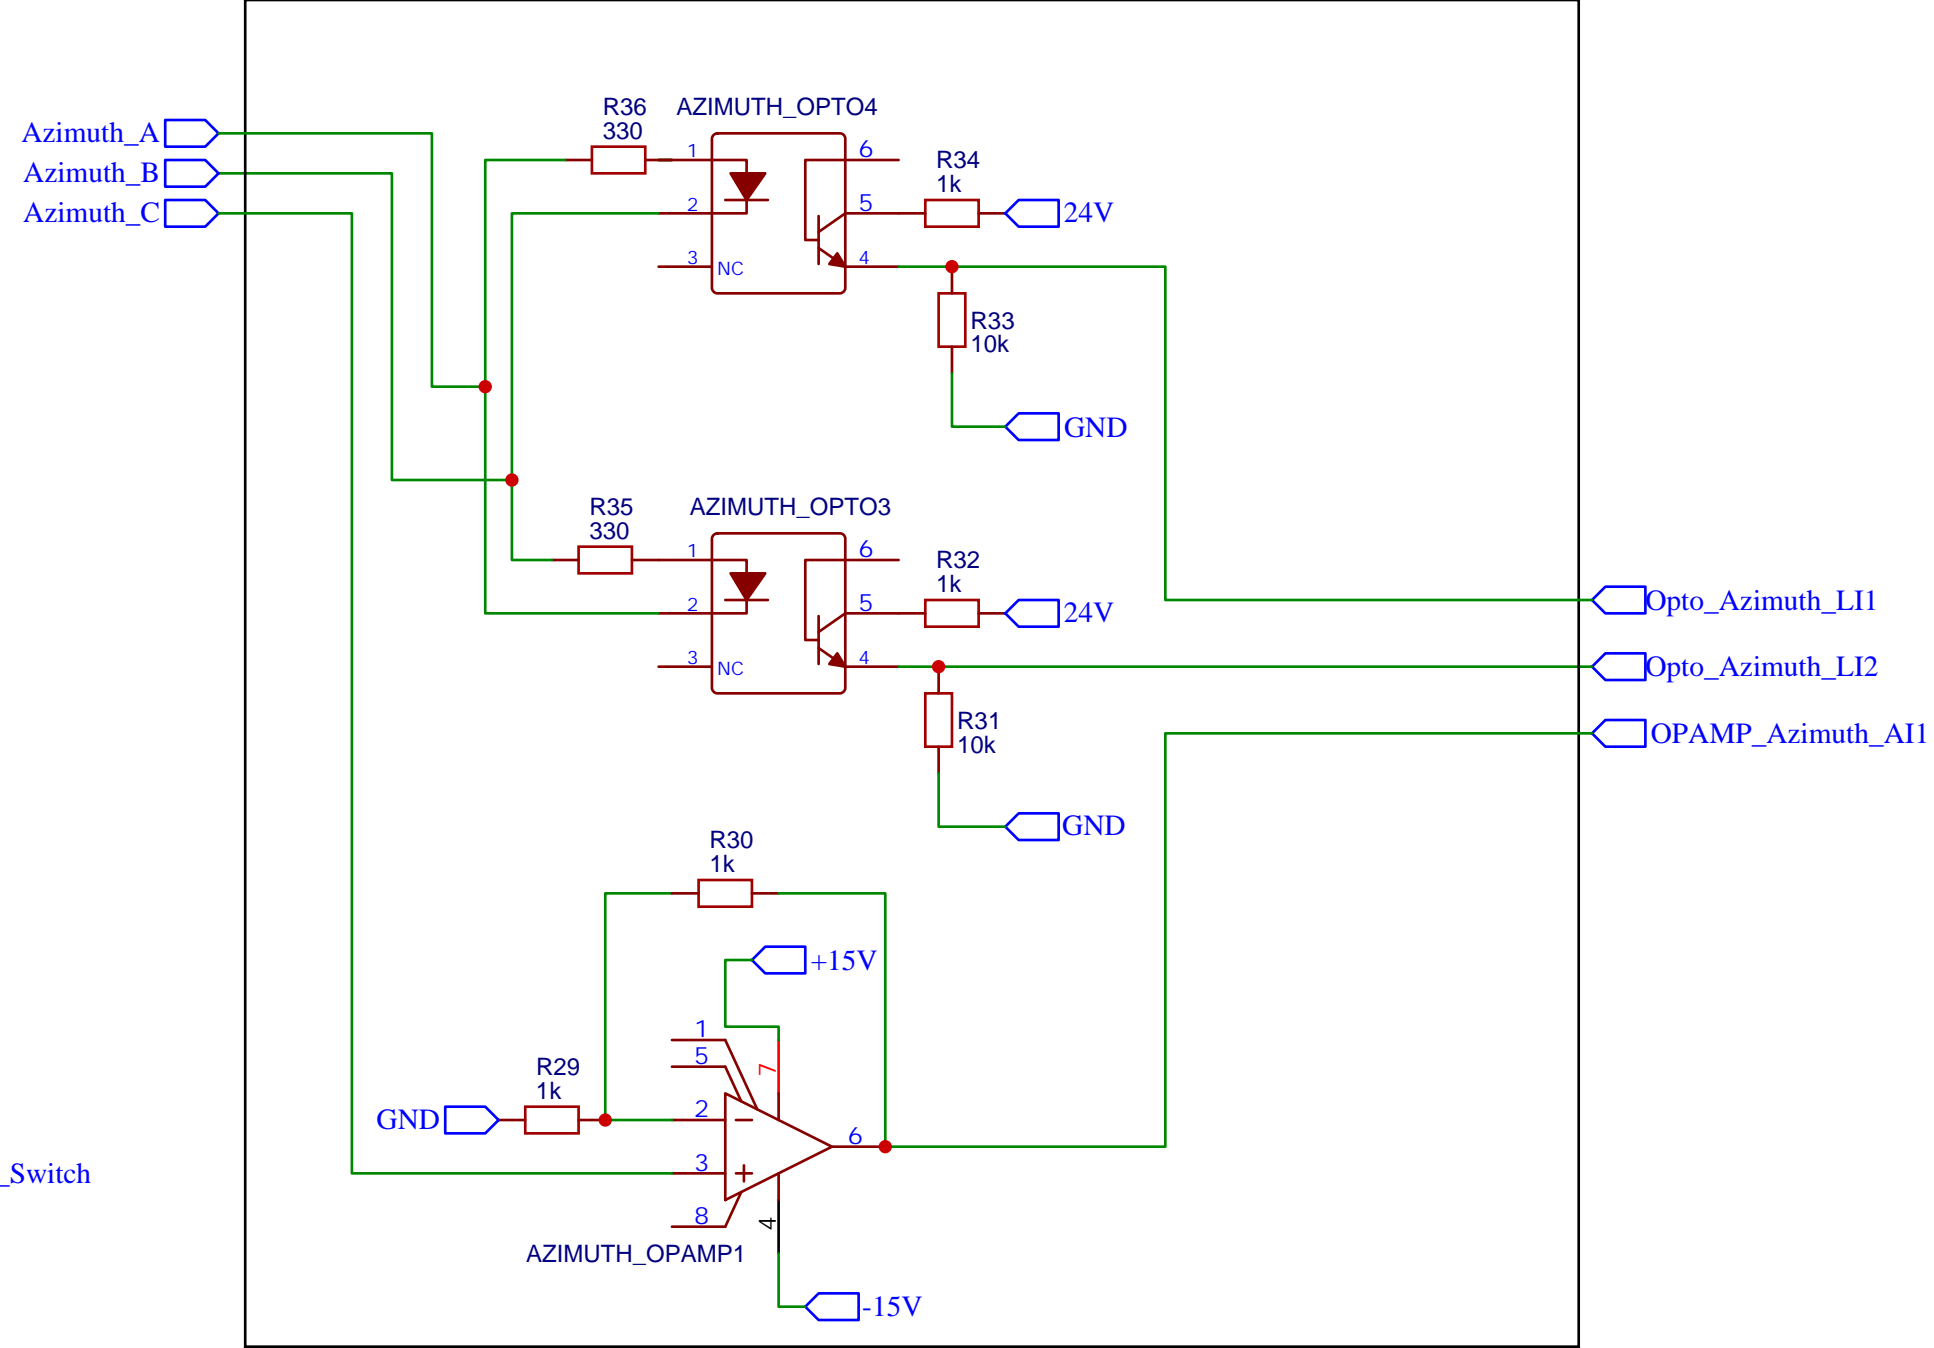 Azimuth_A
Azimuth_B
Azimuth_C
R36
330
AZIMUTH_OPTO4
1
2
3
NC
6
5
4
R34
1k
24V
R33
10k
GND
R35
330
AZIMUTH_OPTO3
1
2
3
NC
6
5
4
R32
1k
24V
R31
10k
GND
Opto_Azimuth_LI1
Opto_Azimuth_LI2
OPAMP_Azimuth_AI1
R30
1k
+15V
1
5
7
R29
1k
GND
2
3
6
8
4
AZIMUTH_OPAMP1
-15V
_Switch